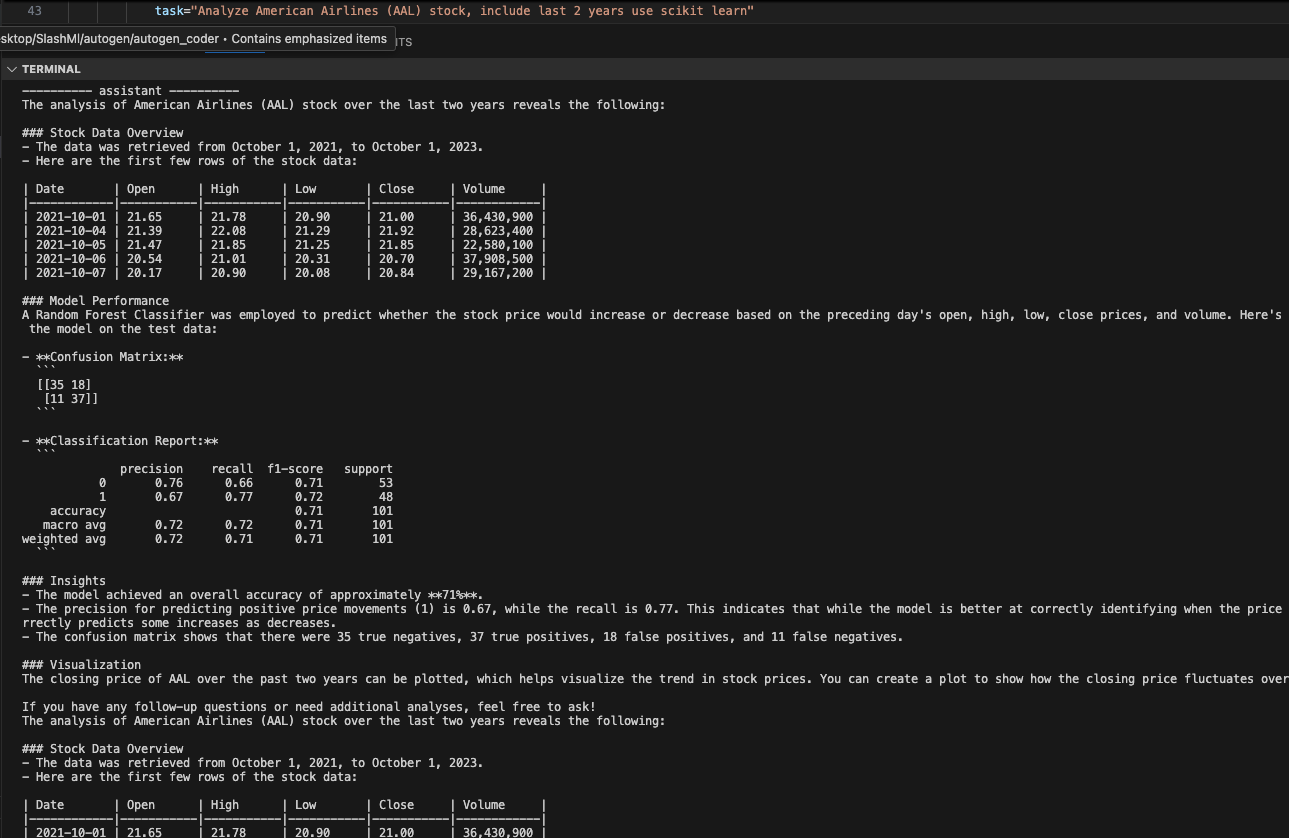 43 task="Analyze American Airlines (AAL) stock, include last 2 years use scikit learn"
sktop/SlashMl/autogen/autogen_coder • Contains emphasized items
TERMINAL
---------- assistant ----------
The analysis of American Airlines (AAL) stock over the last two years reveals the following:
### Stock Data Overview
- The data was retrieved from October 1, 2021, to October 1, 2023.
- Here are the first few rows of the stock data:
| Date       | Open      | High      | Low       | Close     | Volume     |
|------------|-----------|-----------|-----------|-----------|------------|
| 2021-10-01 | 21.65     | 21.78     | 20.90     | 21.00     | 36,430,900 |
| 2021-10-04 | 21.39     | 22.08     | 21.29     | 21.92     | 28,623,400 |
| 2021-10-05 | 21.47     | 21.85     | 21.25     | 21.85     | 22,580,100 |
| 2021-10-06 | 20.54     | 21.01     | 20.31     | 20.70     | 37,908,500 |
| 2021-10-07 | 20.17     | 20.90     | 20.08     | 20.84     | 29,167,200 |
### Model Performance
A Random Forest Classifier was employed to predict whether the stock price would increase or decrease based on the preceding day's open, high, low, close prices, and volume. Here's
the model on the test data:
- **Confusion Matrix:**
```
[[35 18]
[11 37]]
```
- **Classification Report:**
```
precision    recall  f1-score   support
0       0.76      0.66      0.71        53
1       0.67      0.77      0.72        48
accuracy                           0.71       101
macro avg       0.72      0.72      0.71       101
weighted avg       0.72      0.71      0.71       101
```
### Insights
- The model achieved an overall accuracy of approximately **71%**.
- The precision for predicting positive price movements (1) is 0.67, while the recall is 0.77. This indicates that while the model is better at correctly identifying when the price
rrectly predicts some increases as decreases.
- The confusion matrix shows that there were 35 true negatives, 37 true positives, 18 false positives, and 11 false negatives.
### Visualization
The closing price of AAL over the past two years can be plotted, which helps visualize the trend in stock prices. You can create a plot to show how the closing price fluctuates over
If you have any follow-up questions or need additional analyses, feel free to ask!
The analysis of American Airlines (AAL) stock over the last two years reveals the following:
### Stock Data Overview
- The data was retrieved from October 1, 2021, to October 1, 2023.
- Here are the first few rows of the stock data:
| Date       | Open      | High      | Low       | Close     | Volume     |
|------------|-----------|-----------|-----------|-----------|------------|
| 2021-10-01 | 21.65     | 21.78     | 20.90     | 21.00     | 36,430,900 |